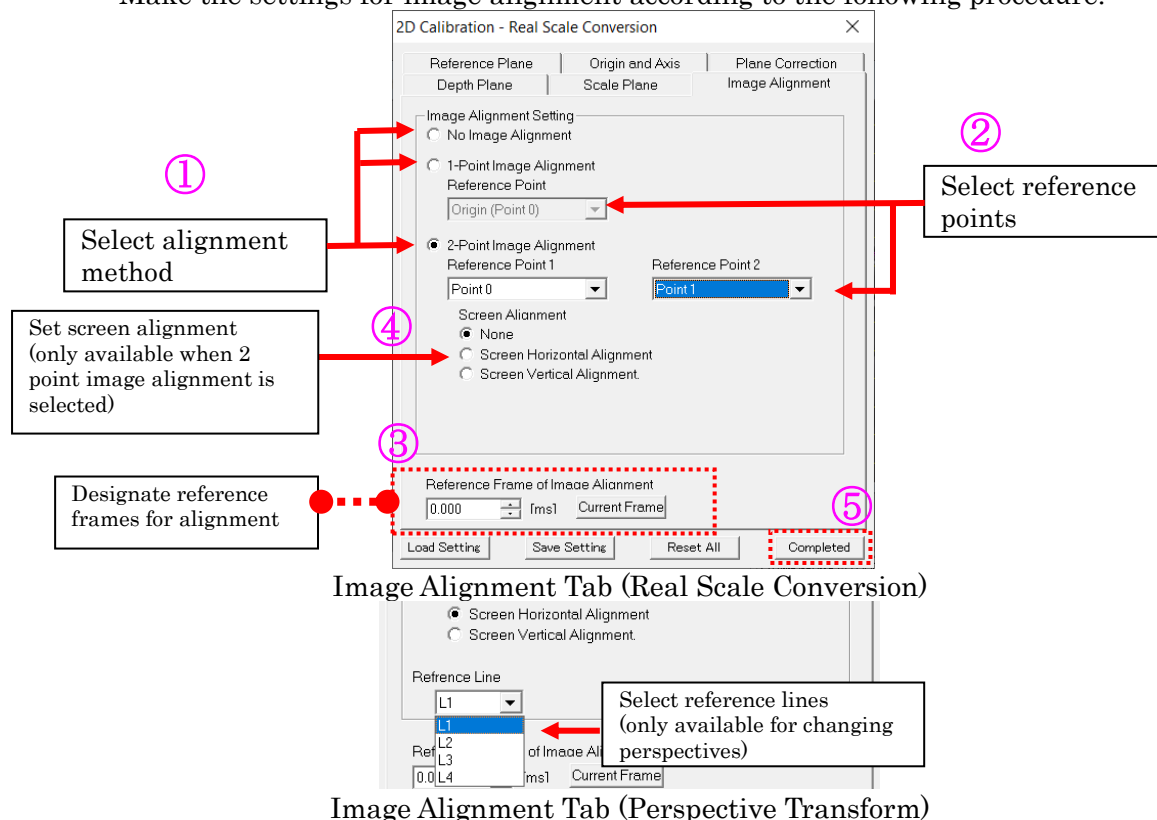 Make the settings for image alignment according to the following procedure.
2D Calibration - Real Scale Conversion
Reference Plane Origin and Axis Plane Correction
Depth Plane Scale Plane Image Alignment
Image Alignment Setting
No Image Alignment
②
①
1-Point Image Alignment
Reference Point
Origin (Point 0)
Select reference
points
Select alignment
method
2-Point Image Alignment
Reference Point 1 Reference Point 2
Point 0 Point 1
④
Set screen alignment
(only available when 2
point image alignment is
selected)
Screen Alignment
None
Screen Horizontal Alignment
Screen Vertical Alignment.
③
Designate reference
frames for alignment
Reference Frame of Image Alignment
0.000 [ms] Current Frame
⑤
Load Setting Save Setting Reset All Completed
Image Alignment Tab (Real Scale Conversion)
Screen Horizontal Alignment
Screen Vertical Alignment.
Refrence Line
L1
L1
L2
L3
L4
Select reference lines
(only available for changing
perspectives)
Ref of Image Ali
0.0 [ms] Current Frame
Image Alignment Tab (Perspective Transform)